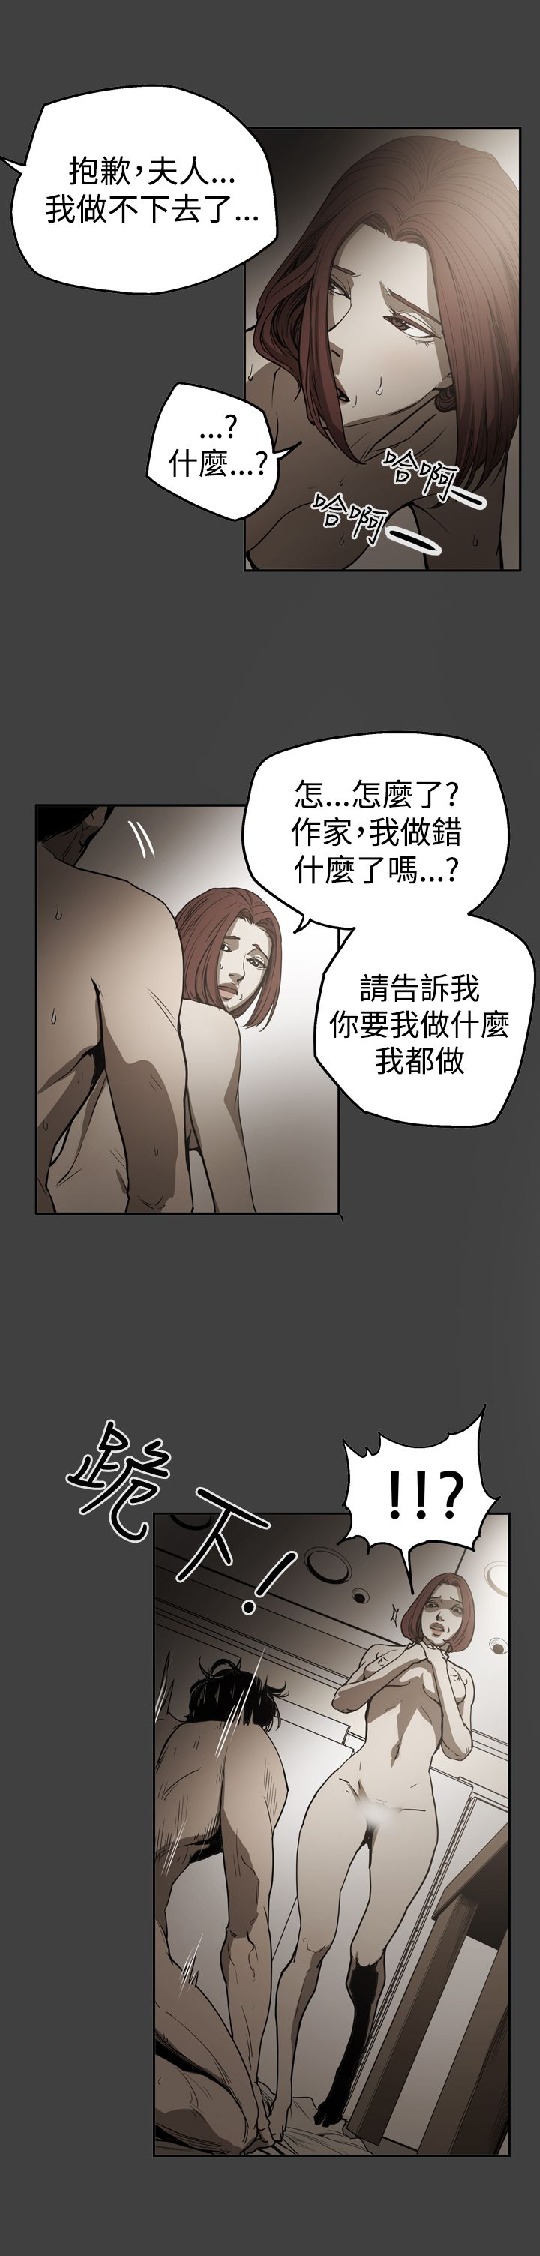 抱歉,夫人...
我做不下去了...
...?
什麼...?
哈啊一
哈啊一
怎...怎麼了?
作家,我做錯
什麼了嗎...?
請告訴我
你要我做什麼
我都做
跪下!
!!?